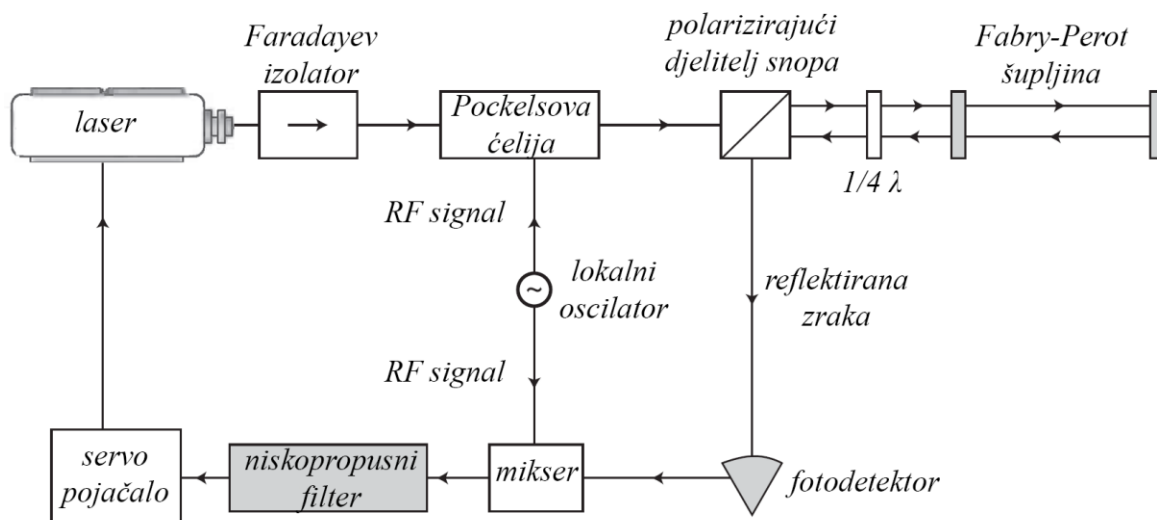 Faradayev
izolator
polarizirajući
djelitelj snopa
Fabry-Perot
šupljina
laser
Pockelsova
ćelija
1/4 λ
RF signal
~
lokalni
oscilator
reflektirana
zraka
RF signal
servo
pojačalo
niskopropusni
filter
mikser
fotodetektor